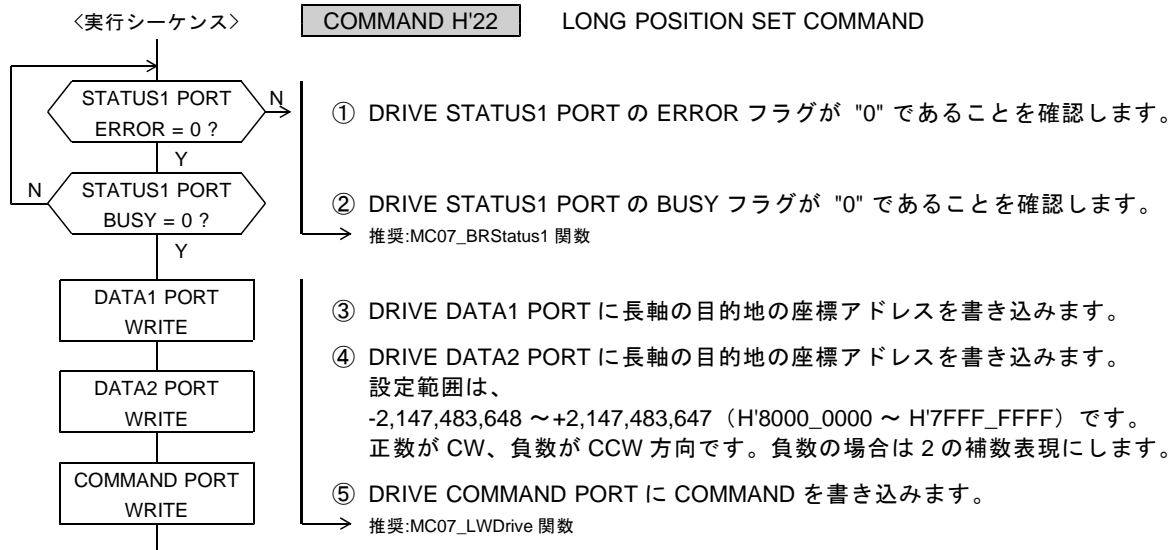 〈実行シーケンス〉
COMMAND H'22 LONG POSITION SET COMMAND
STATUS1 PORT
ERROR = 0 ?
N
Y
① DRIVE STATUS1 PORT の ERROR フラグが "0" であることを確認します。
N
STATUS1 PORT
BUSY = 0 ?
Y
② DRIVE STATUS1 PORT の BUSY フラグが "0" であることを確認します。
推奨:MC07_BRStatus1 関数
DATA1 PORT
WRITE
③ DRIVE DATA1 PORT に長軸の目的地の座標アドレスを書き込みます。
DATA2 PORT
WRITE
④ DRIVE DATA2 PORT に長軸の目的地の座標アドレスを書き込みます。
設定範囲は、
-2,147,483,648 ～+2,147,483,647（H'8000_0000 ～ H'7FFF_FFFF）です。
正数が CW、負数が CCW 方向です。負数の場合は 2 の補数表現にします。
COMMAND PORT
WRITE
⑤ DRIVE COMMAND PORT に COMMAND を書き込みます。
推奨:MC07_LWDrive 関数